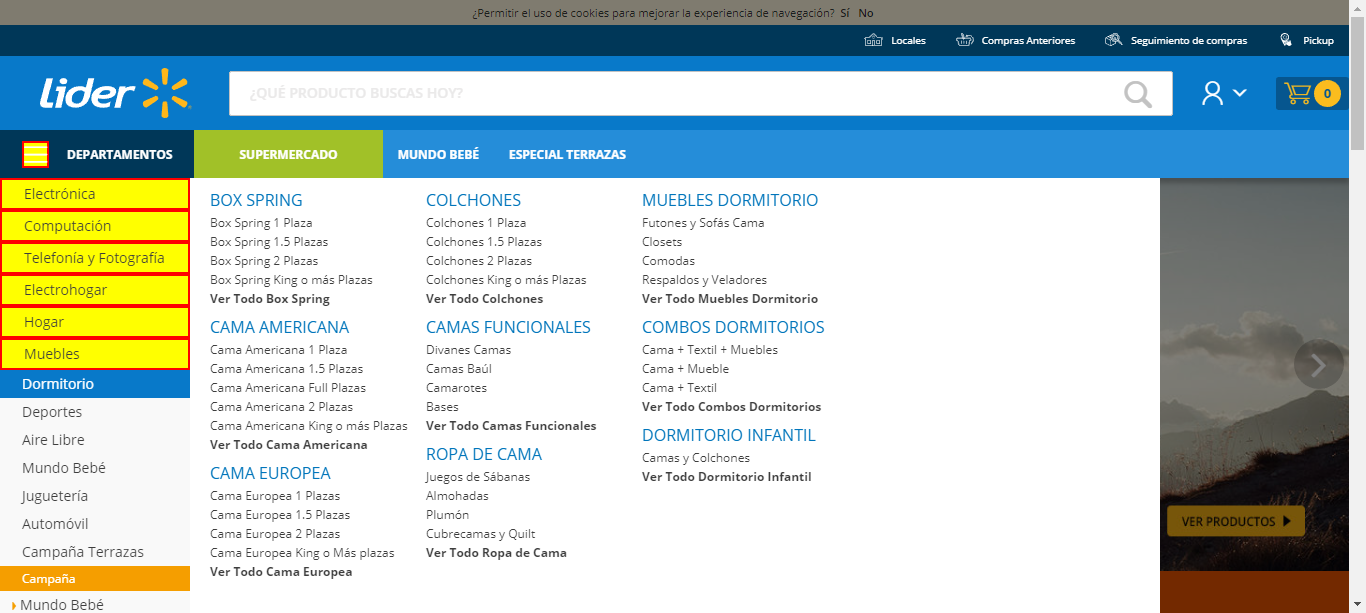 ¿Permitir el uso de cookies para mejorar la experiencia de navegación? Sí No
Locales Compras Anteriores Seguimiento de compras Pickup
Lider ¿QUÉ PRODUCTO BUSCAS HOY? 0
DEPARTAMENTOS SUPERMERCADO MUNDO BEBÉ ESPECIAL TERRAZAS
Electrónica
Computación
Telefonía y Fotografía
Electrohogar
Hogar
Muebles
Dormitorio
Deportes
Aire Libre
Mundo Bebé
Juguetería
Automóvil
Campaña Terrazas
Campaña
Mundo Bebé
BOX SPRING
Box Spring 1 Plaza
Box Spring 1.5 Plazas
Box Spring 2 Plazas
Box Spring King o más Plazas
Ver Todo Box Spring
CAMA AMERICANA
Cama Americana 1 Plaza
Cama Americana 1.5 Plazas
Cama Americana Full Plazas
Cama Americana 2 Plazas
Cama Americana King o más Plazas
Ver Todo Cama Americana
CAMA EUROPEA
Cama Europea 1 Plazas
Cama Europea 1.5 Plazas
Cama Europea 2 Plazas
Cama Europea King o Más plazas
Ver Todo Cama Europea
COLCHONES
Colchones 1 Plaza
Colchones 1.5 Plazas
Colchones 2 Plazas
Colchones King o más Plazas
Ver Todo Colchones
CAMAS FUNCIONALES
Divanes Camas
Camas Baúl
Camarotes
Bases
Ver Todo Camas Funcionales
ROPA DE CAMA
Juegos de Sábanas
Almohadas
Plumón
Cubrecamas y Quilt
Ver Todo Ropa de Cama
MUEBLES DORMITORIO
Futones y Sofás Cama
Closets
Comodas
Respaldos y Veladores
Ver Todo Muebles Dormitorio
COMBOS DORMITORIOS
Cama + Textil + Muebles
Cama + Mueble
Cama + Textil
Ver Todo Combos Dormitorios
DORMITORIO INFANTIL
Camas y Colchones
Ver Todo Dormitorio Infantil
VER PRODUCTOS